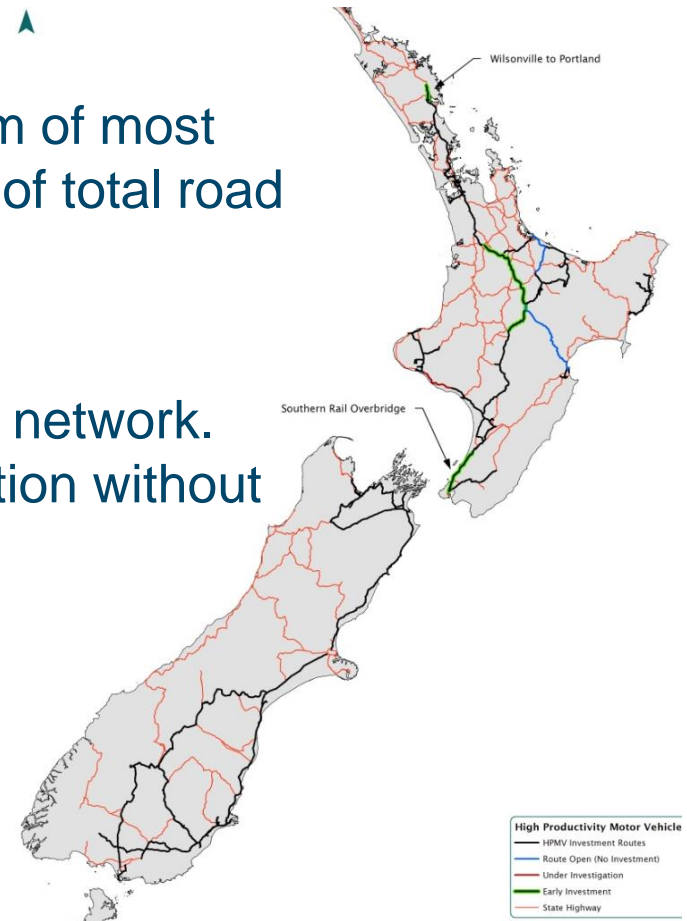 Wilsonville to Portland
m of most
of total road
network.
Southern Rail Overbridge
tion without
High Productivity Motor Vehicle
HPMV Investment Routes
Route Open (No Investment)
Under Investigation
Early Investment
State Highway